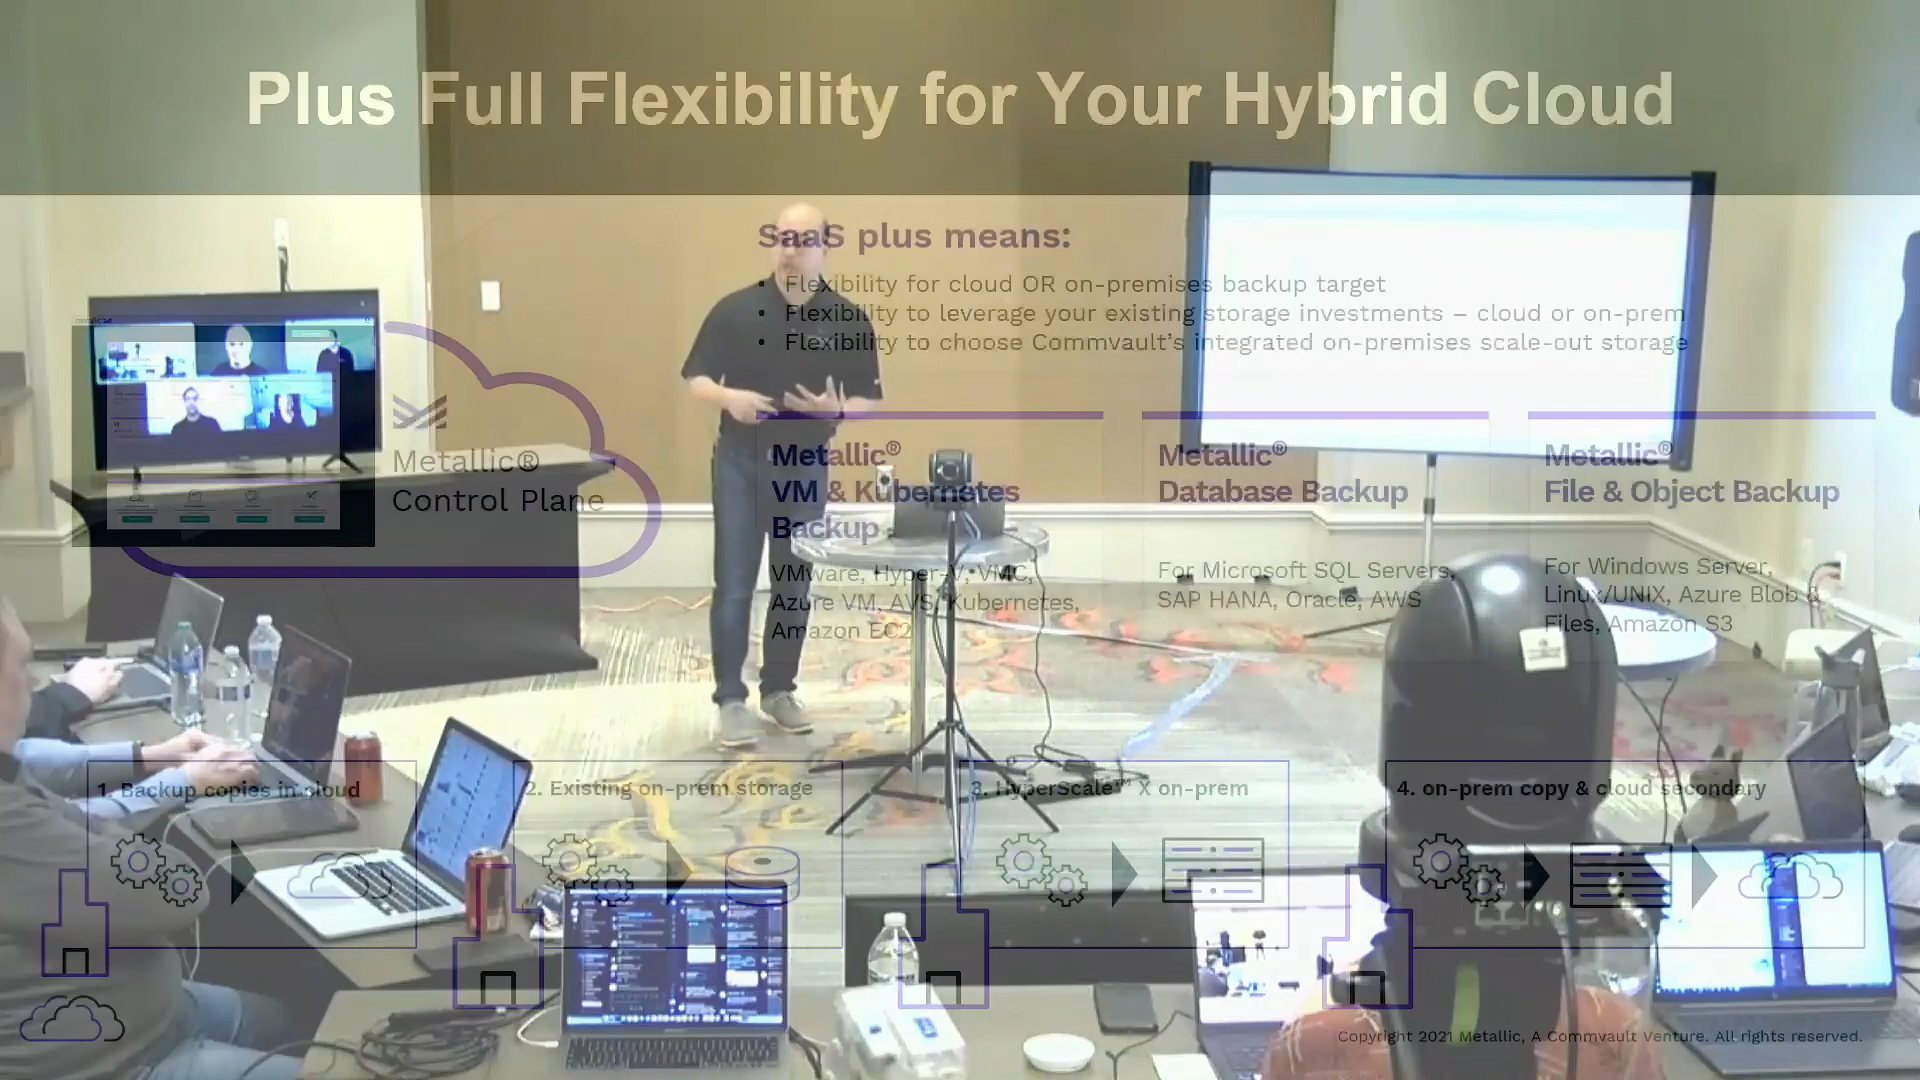 Plus Full Flexibility for Your Hybrid Cloud
SaaS plus means:
• Flexibility for cloud OR on-premises backup target
• Flexibility to leverage your existing storage investments – cloud or on-prem
• Flexibility to choose Commvault's integrated on-premises scale-out storage
Metallic®
Control Plane
Metallic®
VM & Kubernetes
Backup
VMware, Hyper-V, VMC,
Azure VM, AVS, Kubernetes,
Amazon EC2
Metallic®
Database Backup
For Microsoft SQL Servers,
SAP HANA, Oracle, AWS
Metallic®
File & Object Backup
For Windows Server,
Linux/UNIX, Azure Blob &
Files, Amazon S3
1. Backup copies in cloud
2. Existing on-prem storage
3. HyperScale™ X on-prem
4. on-prem copy & cloud secondary
Copyright 2021 Metallic, A Commvault Venture. All rights reserved.